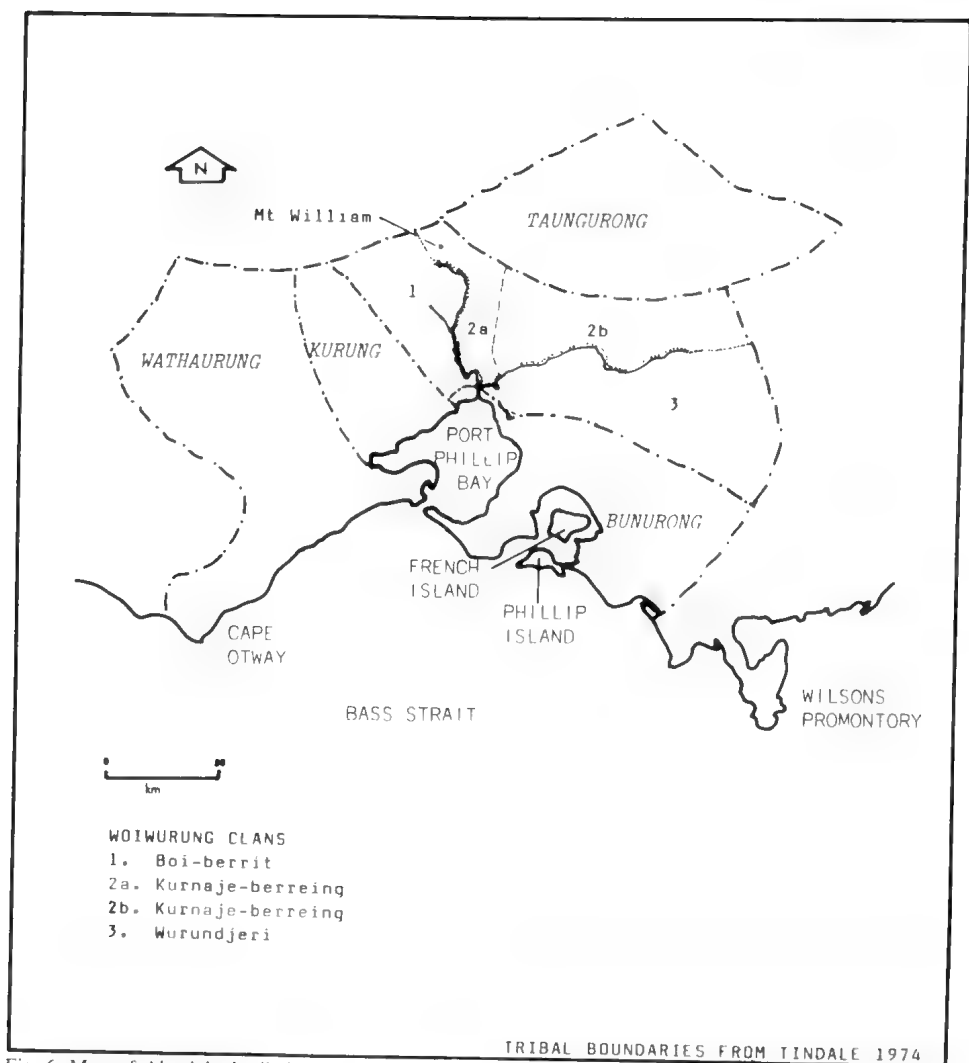 N
Mt William
TAUNGURONG
1
2a
2b
KURUNG
WATHAURUNG
3
PORT
PHILLIP
BAY
BUNURONG
FRENCH
ISLAND
PHILLIP
ISLAND
CAPE
OTWAY
WILSONS
PROMONTORY
BASS STRAIT
km
WOIWURUNG CLANS
1. Boi-berrit
2a. Kurnaje-berreing
2b. Kurnaje-berreing
3. Wurundjeri
TRIBAL BOUNDARIES FROM TINDALE 1974